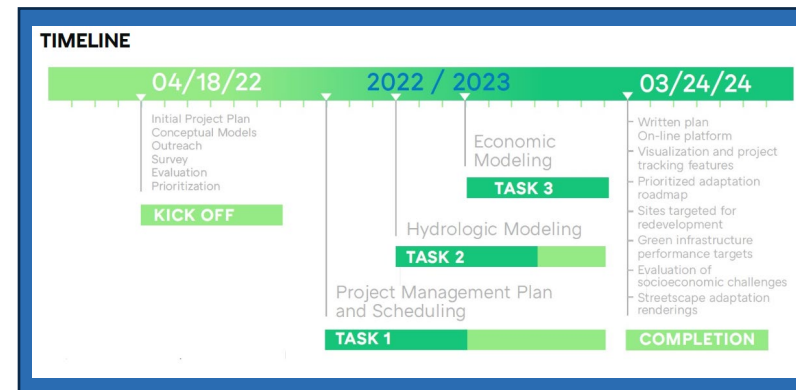 TIMELINE
04/18/22
2022 / 2023
03/24/24
Initial Project Plan
Conceptual Models
Outreach
Survey
Evaluation
Prioritization
KICK OFF
Economic
Modeling
TASK 3
Hydrologic Modeling
TASK 2
Project Management Plan
and Scheduling
TASK 1
Written plan
On-line platform
Visualization and project
tracking features
Prioritized adaptation
roadmap
Sites targeted for
redevelopment
Green infrastructure
performance targets
Evaluation of
socioeconomic challenges
Streetscape adaptation
renderings
COMPLETION